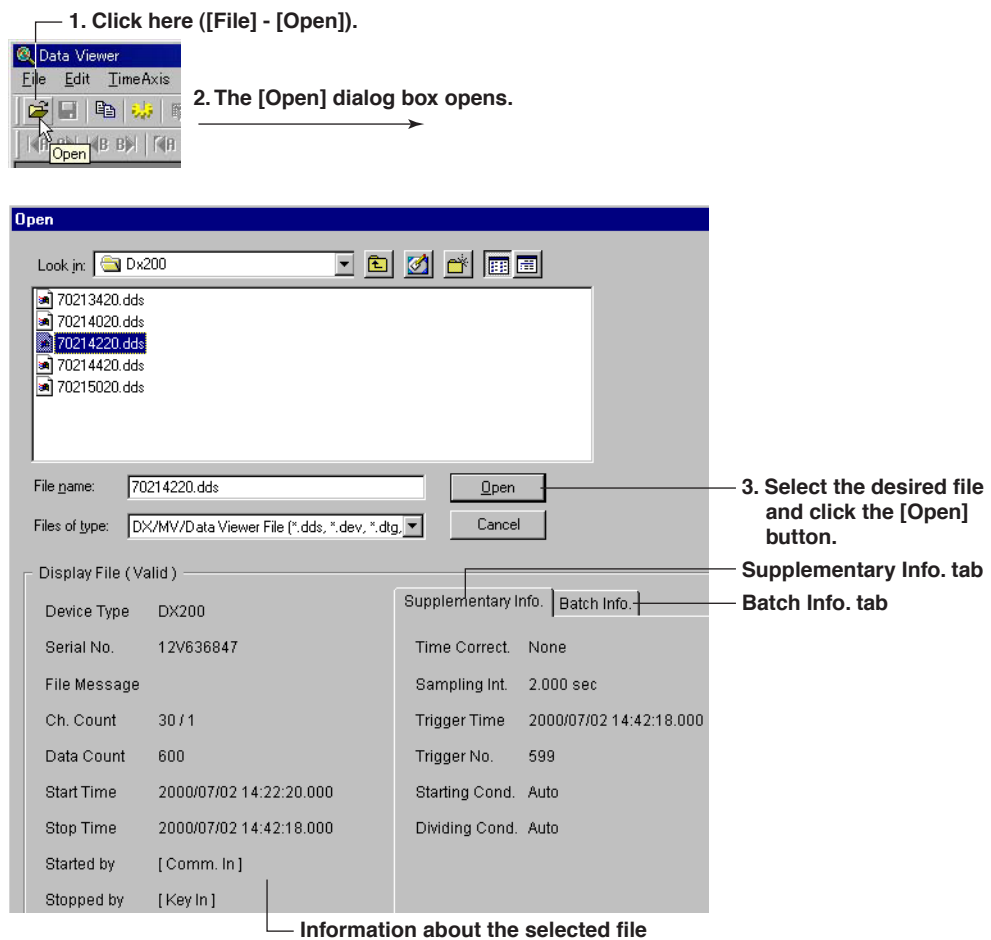 1. Click here ([File] - [Open]).
Data Viewer
File Edit TimeAxis
2. The [Open] dialog box opens.
Open
Open
Look in: Dx200
70213420.dds
70214020.dds
70214220.dds
70214420.dds
70215020.dds
File name: 70214220.dds Open
3. Select the desired file
and click the [Open]
button.
Files of type: DX/MV/Data Viewer File (*.dds, *.dev, *.dtg, Cancel
Display File ( Valid )
Supplementary Info. tab
Supplementary Info. Batch Info.
Batch Info. tab
Device Type DX200
Serial No. 12V636847
Time Correct. None
File Message
Sampling Int. 2.000 sec
Ch. Count 30 / 1
Trigger Time 2000/07/02 14:42:18.000
Data Count 600
Trigger No. 599
Start Time 2000/07/02 14:22:20.000
Starting Cond. Auto
Stop Time 2000/07/02 14:42:18.000
Dividing Cond. Auto
Started by [ Comm. In ]
Stopped by [ Key In ]
Information about the selected file